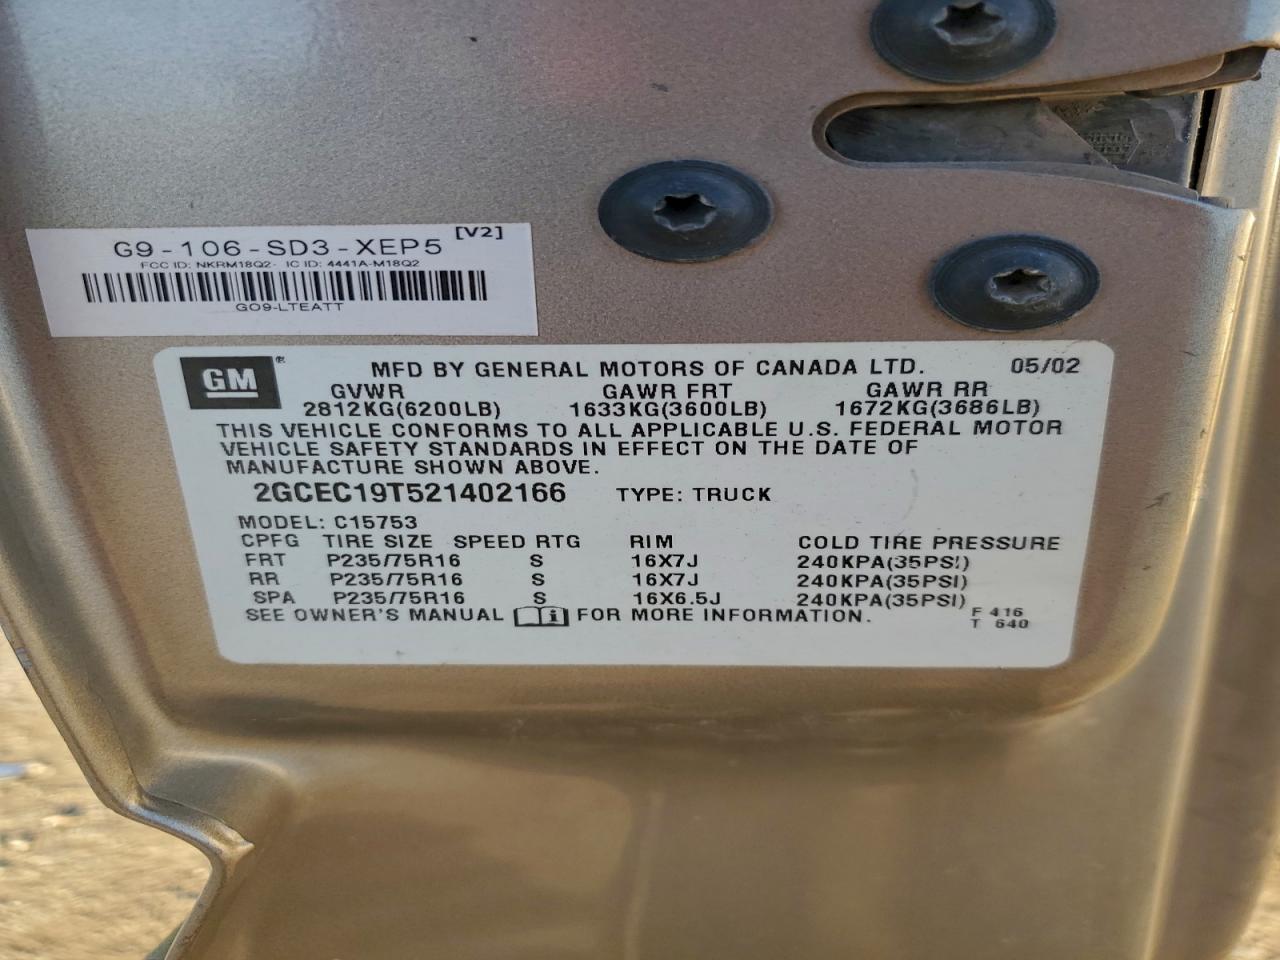 G9-106-SD3-XEP5 [V2]
FCC ID: NKRM18Q2- IC ID: 4441A-M18Q2
GO9-LTEATT
GM ® MFD BY GENERAL MOTORS OF CANADA LTD. 05/02
GVWR GAWR FRT GAWR RR
2812KG(6200LB) 1633KG(3600LB) 1672KG(3686LB)
THIS VEHICLE CONFORMS TO ALL APPLICABLE U.S. FEDERAL MOTOR
VEHICLE SAFETY STANDARDS IN EFFECT ON THE DATE OF
MANUFACTURE SHOWN ABOVE.
2GCEC19T521402166 TYPE: TRUCK
MODEL: C15753
CPFG TIRE SIZE SPEED RTG RIM COLD TIRE PRESSURE
FRT P235/75R16 S 16X7J 240KPA(35PSI)
RR P235/75R16 S 16X7J 240KPA(35PSI)
SPA P235/75R16 S 16X6.5J 240KPA(35PSI)
SEE OWNER'S MANUAL i FOR MORE INFORMATION. F 416
T 640